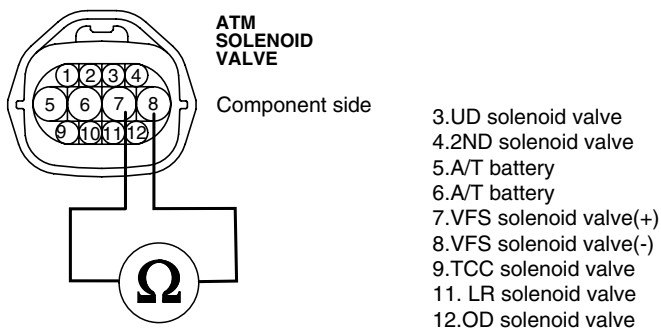 ATM
SOLENOID
VALVE
1 2 3 4
5 6 7 8
9 10 11 12
Component side
Ω
3.UD solenoid valve
4.2ND solenoid valve
5.A/T battery
6.A/T battery
7.VFS solenoid valve(+)
8.VFS solenoid valve(-)
9.TCC solenoid valve
11. LR solenoid valve
12.OD solenoid valve